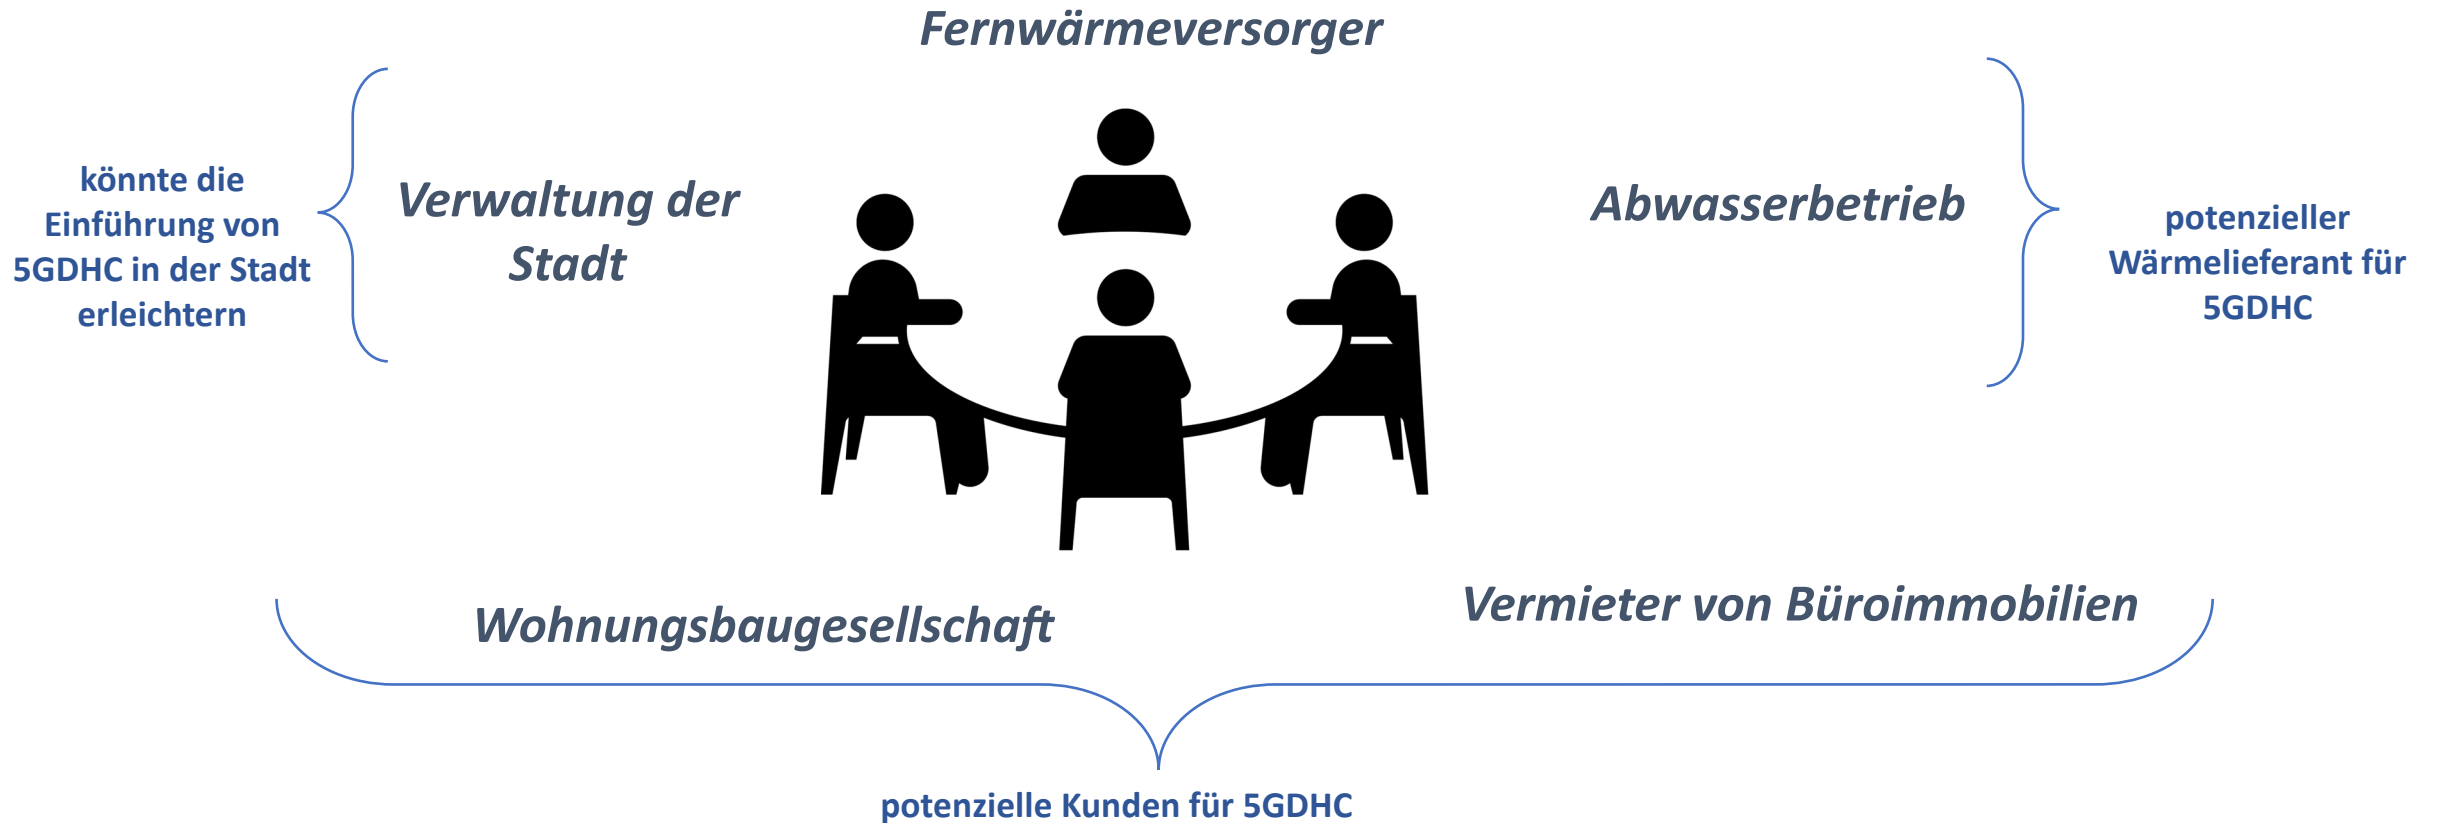 Fernwärmeversorger
könnte die
Einführung von
5GDHC in der Stadt
erleichtern
Verwaltung der
Stadt
Abwasserbetrieb
potenzieller
Wärmelieferant für
5GDHC
Wohnungsbaugesellschaft
Vermieter von Büroimmobilien
potenzielle Kunden für 5GDHC